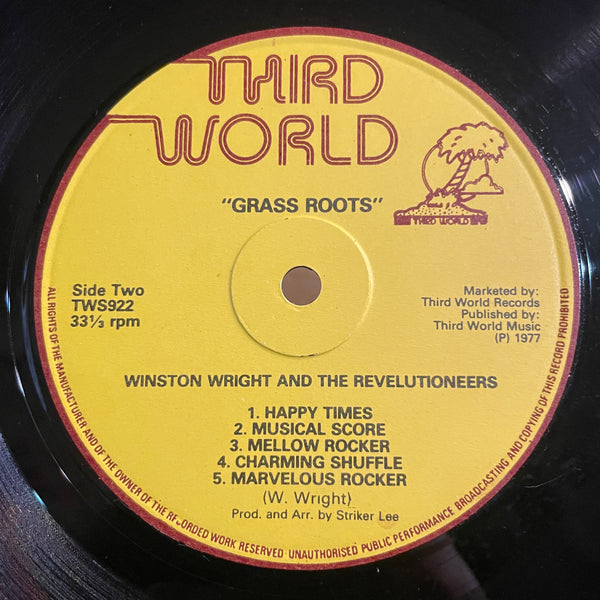 THIRD
WORLD
"GRASS ROOTS"
THIRD WORLD
Side Two
TWS922
33⅓ rpm
Marketed by:
Third World Records
Published by:
Third World Music
(P) 1977
WINSTON WRIGHT AND THE REVELUTIONEERS
1. HAPPY TIMES
2. MUSICAL SCORE
3. MELLOW ROCKER
4. CHARMING SHUFFLE
5. MARVELOUS ROCKER
(W. Wright)
Prod. and Arr. by Striker Lee
ALL RIGHTS OF THE MANUFACTURER AND OF THE OWNER OF THE RECORDED WORK RESERVED UNAUTHORISED PUBLIC PERFORMANCE BROADCASTING AND COPYING OF THIS RECORD PROHIBITED